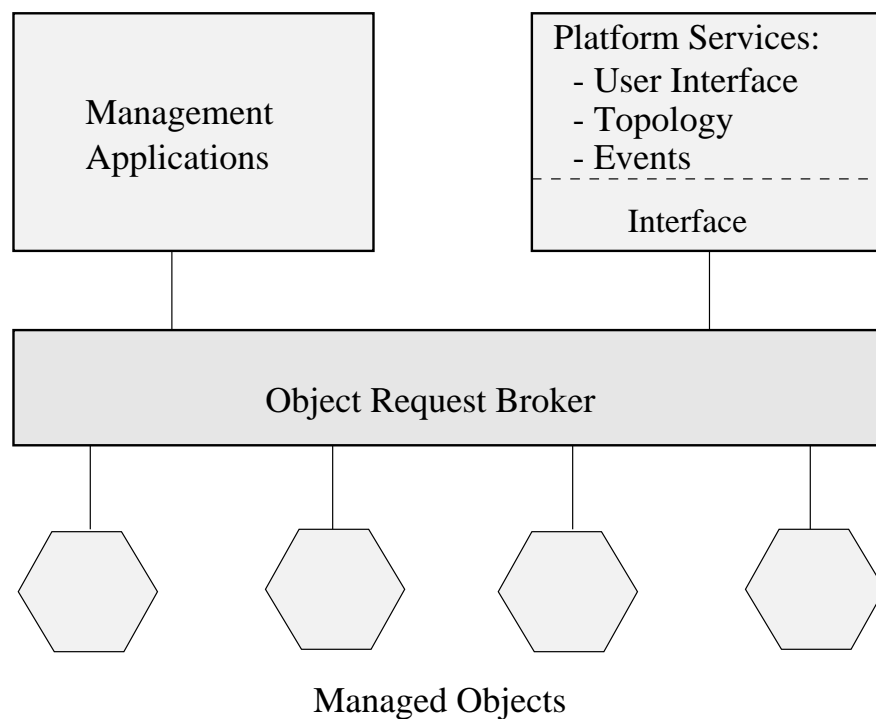 Management
Applications
Platform Services:
- User Interface
- Topology
- Events
Interface
Object Request Broker
Managed Objects